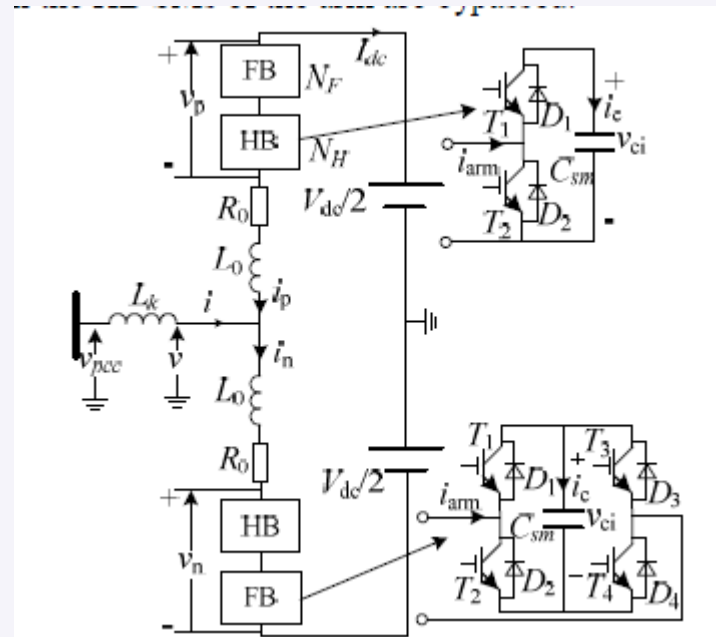 + FB N_F I_dc
v_p
HB N_H
-
R_0
L_0
V_dc/2
L_k i i_p
v_pcc v
i_n
L_0
R_0
V_dc/2
+
HB
v_n
FB
-
T_1 D_1 i_c +
v_ci
i_arm C_sm
T_2 D_2 -
T_1 T_3
D_1 + i_c D_3
i_arm C_sm v_ci
T_2 D_2 - T_4 D_4